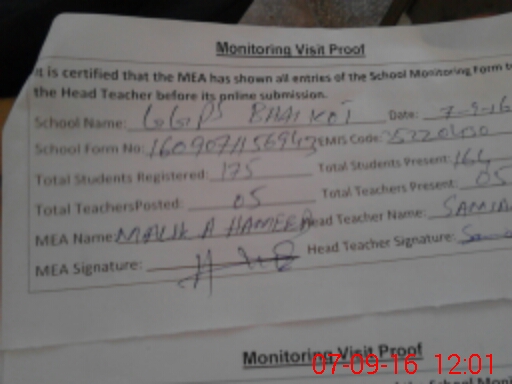 Monitoring Visit Proof
It is certified that the MEA has shown all entries of the School Monitoring Form to
the Head Teacher before its online submission.
School Name: GGPS BHAI KOT Date: 7-9-16
School Form No: EMIS Code:
Total Students Registered: 175 Total Students Present: 164
Total TeachersPosted: 05 Total Teachers Present: 05
MEA Name: MALIK A HAMEED Head Teacher Name:
MEA Signature: Head Teacher Signature:
Monitoring Visit Proof
07-09-16 12:01